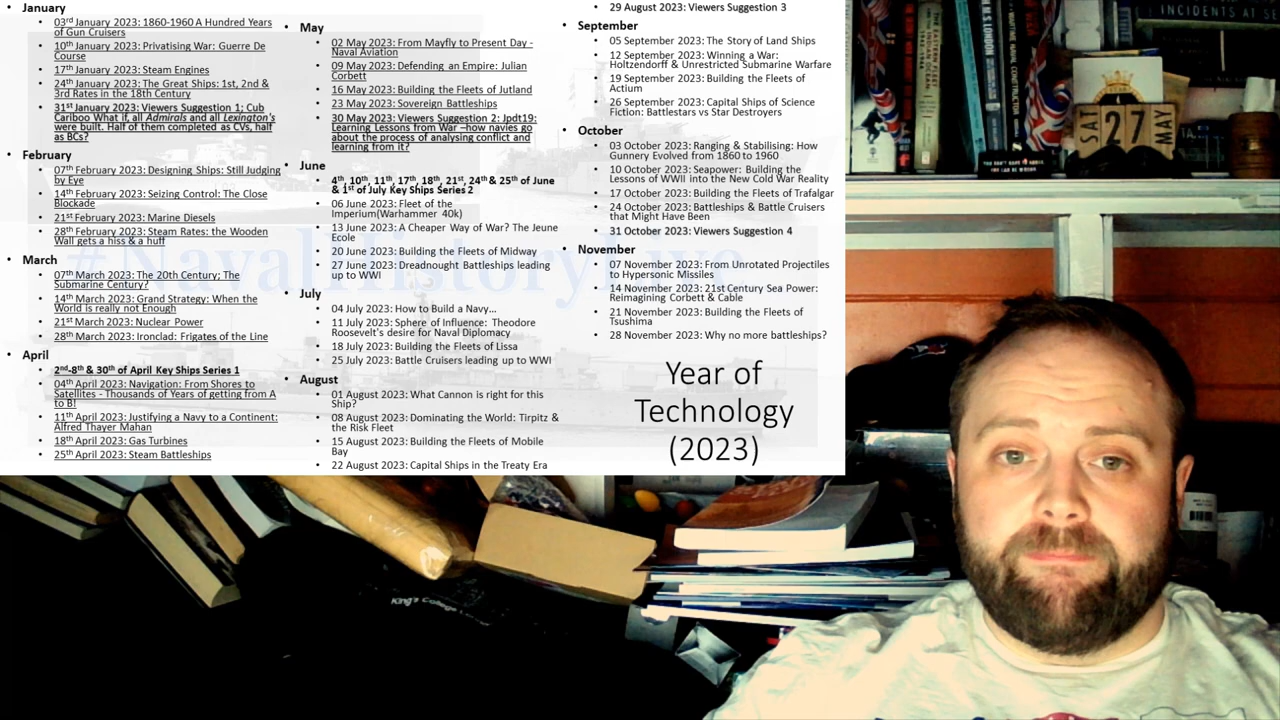 January
03rd January 2023: 1860-1960 A Hundred Years
of Gun Cruisers
10th January 2023: Privatising War: Guerre De
Course
17th January 2023: Steam Engines
24th January 2023: The Great Ships: 1st, 2nd &
3rd Rates in the 18th Century
31st January 2023: Viewers Suggestion 1; Cub
Cariboo What if, all Admirals and all Lexington's
were built. Half of them completed as CVs, half
as BCs?
February
07th February 2023: Designing Ships: Still Judging
by Eye
14th February 2023: Seizing Control: The Close
Blockade
21st February 2023: Marine Diesels
28th February 2023: Steam Rates: the Wooden
Wall gets a hiss & a huff
March
07th March 2023: The 20th Century; The
Submarine Century?
14th March 2023: Grand Strategy: When the
World is really not Enough
21st March 2023: Nuclear Power
28th March 2023: Ironclad: Frigates of the Line
April
2nd-8th & 30th of April Key Ships Series 1
04th April 2023: Navigation: From Shores to
Satellites - Thousands of Years of getting from A
to B!
11th April 2023: Justifying a Navy to a Continent:
Alfred Thayer Mahan
18th April 2023: Gas Turbines
25th April 2023: Steam Battleships
May
02 May 2023: From Mayfly to Present Day -
Naval Aviation
09 May 2023: Defending an Empire: Julian
Corbett
16 May 2023: Building the Fleets of Jutland
23 May 2023: Sovereign Battleships
30 May 2023: Viewers Suggestion 2: Jpdt19:
Learning Lessons from War –how navies go
about the process of analysing conflict and
learning from it?
June
4th, 10th, 11th, 17th, 18th, 21st, 24th & 25th of June
& 1st of July Key Ships Series 2
06 June 2023: Fleet of the
Imperium(Warhammer 40k)
13 June 2023: A Cheaper Way of War? The Jeune
Ecole
20 June 2023: Building the Fleets of Midway
27 June 2023: Dreadnought Battleships leading
up to WWI
July
04 July 2023: How to Build a Navy...
11 July 2023: Sphere of Influence: Theodore
Roosevelt's desire for Naval Diplomacy
18 July 2023: Building the Fleets of Lissa
25 July 2023: Battle Cruisers leading up to WWI
August
01 August 2023: What Cannon is right for this
Ship?
08 August 2023: Dominating the World: Tirpitz &
the Risk Fleet
15 August 2023: Building the Fleets of Mobile
Bay
22 August 2023: Capital Ships in the Treaty Era
29 August 2023: Viewers Suggestion 3
September
05 September 2023: The Story of Land Ships
12 September 2023: Winning a War:
Holtzendorff & Unrestricted Submarine Warfare
19 September 2023: Building the Fleets of
Actium
26 September 2023: Capital Ships of Science
Fiction: Battlestars vs Star Destroyers
October
03 October 2023: Ranging & Stabilising: How
Gunnery Evolved from 1860 to 1960
10 October 2023: Seapower: Building the
Lessons of WWII into the New Cold War Reality
17 October 2023: Building the Fleets of Trafalgar
24 October 2023: Battleships & Battle Cruisers
that Might Have Been
31 October 2023: Viewers Suggestion 4
November
07 November 2023: From Unrotated Projectiles
to Hypersonic Missiles
14 November 2023: 21st Century Sea Power:
Reimagining Corbett & Cable
21 November 2023: Building the Fleets of
Tsushima
28 November 2023: Why no more battleships?
Year of
Technology
(2023)
#Naval History Live
INCIDENTS AT SE
WARTIME NAVAL CONSTRUCTOR
SAT 27 MAY
King's College